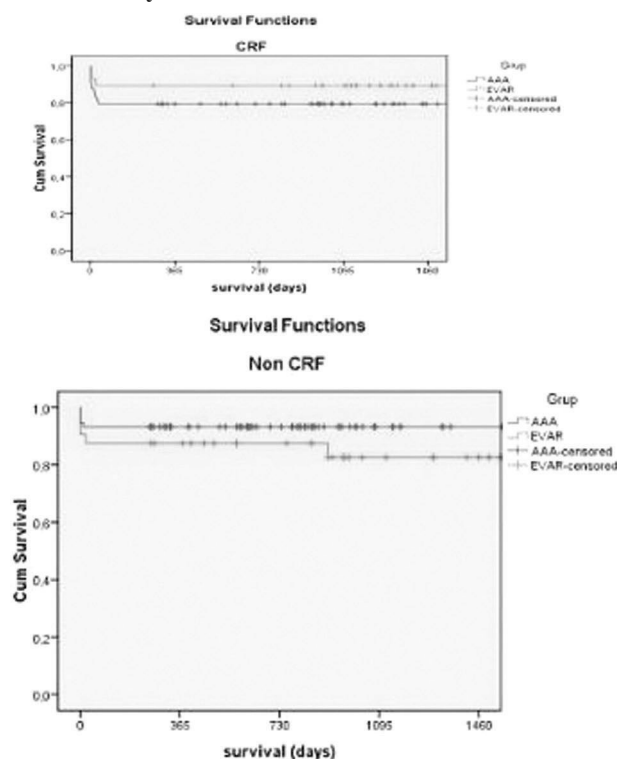 Survival Functions
CRF
Cum Survival
1,0
0,8
0,6
0,4
0,2
0,0
0
365
730
1095
1460
survival (days)
Grup
AAA
EVAR
AAA-censored
EVAR-censored
Survival Functions
Non CRF
Cum Survival
1,0
0,8
0,6
0,4
0,2
0,0
0
365
730
1095
1460
survival (days)
Grup
AAA
EVAR
AAA-censored
EVAR-censored